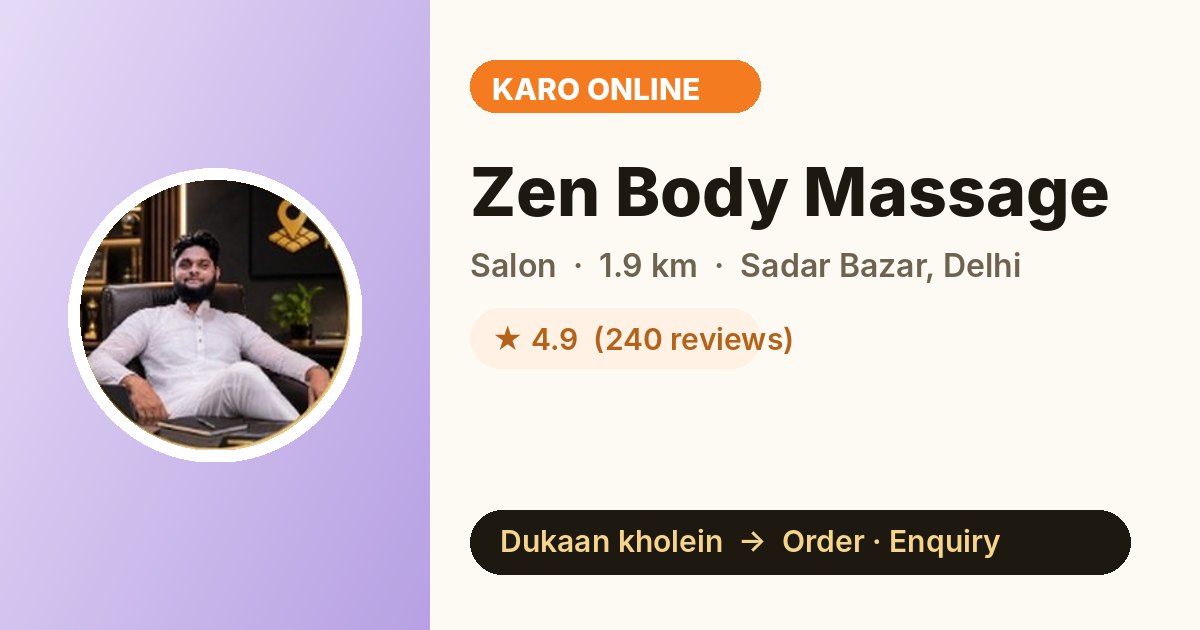 KARO ONLINE
Zen Body Massage
Salon · 1.9 km · Sadar Bazar, Delhi
★ 4.9 (240 reviews)
Dukaan kholein → Order · Enquiry